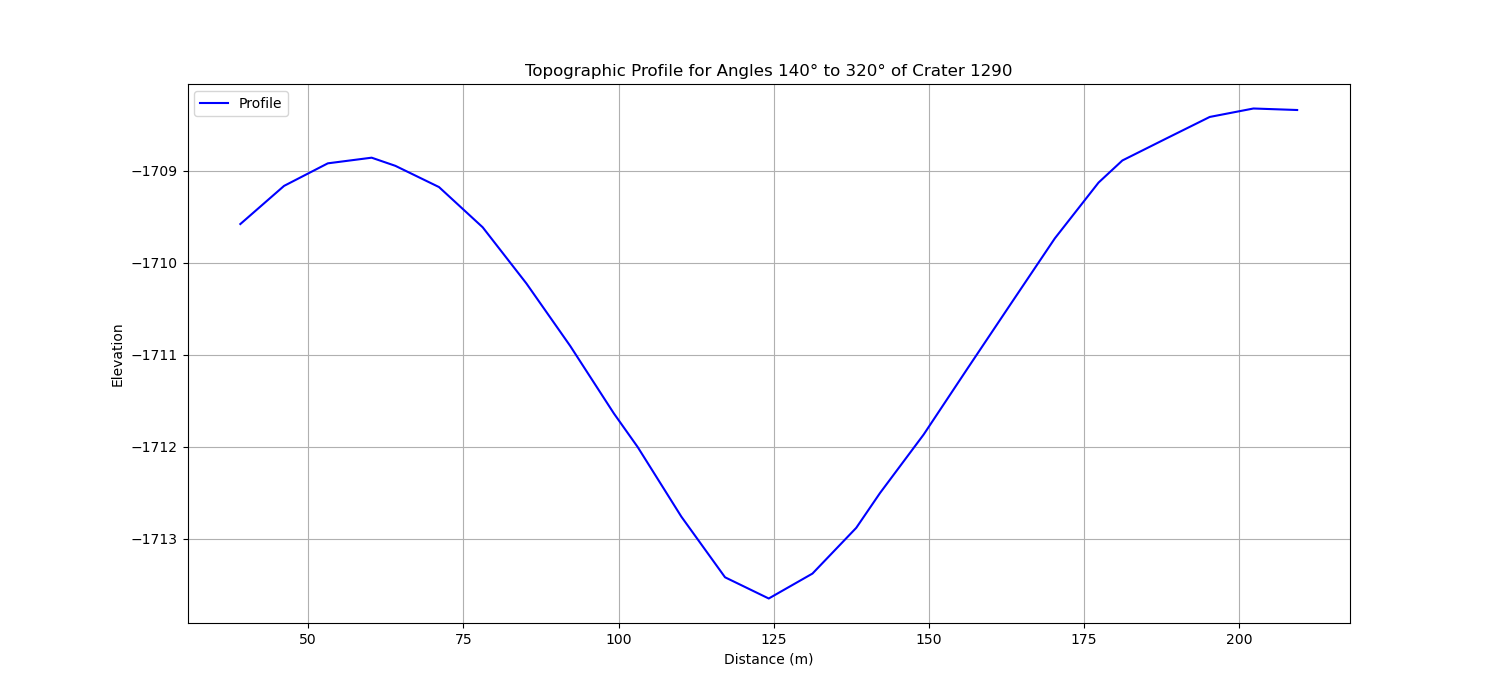 Topographic Profile for Angles 140° to 320° of Crater 1290
Profile
−1709
−1710
−1711
−1712
−1713
Elevation
50 75 100 125 150 175 200
Distance (m)